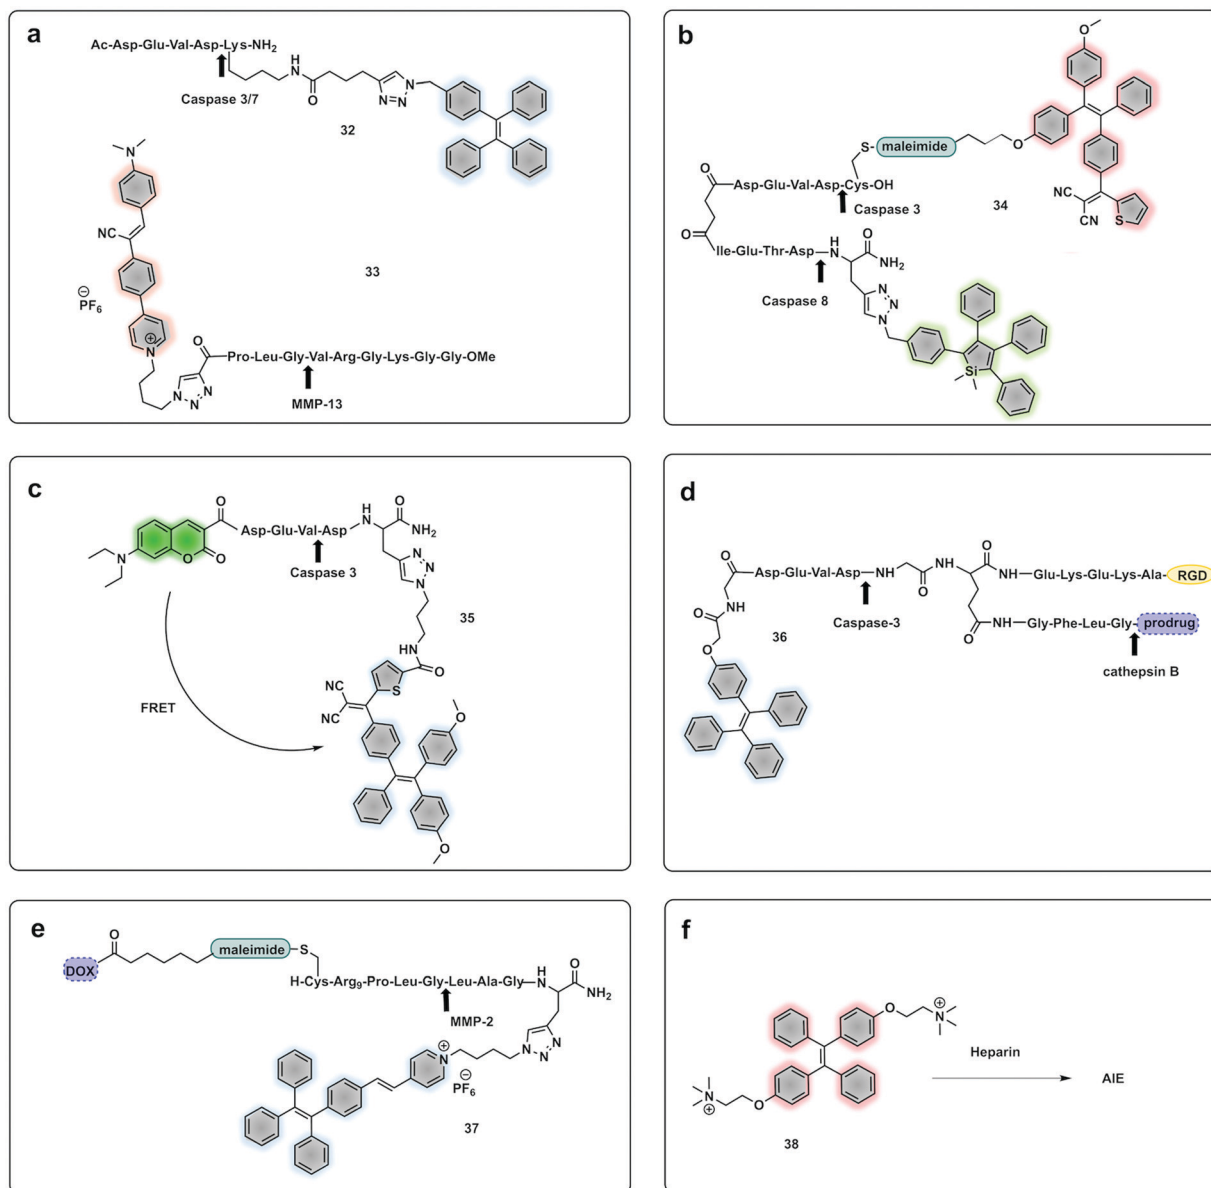 a
Ac-Asp-Glu-Val-Asp-Lys-NH2
Caspase 3/7
H
N
O
N
N=N
32
N
NC
33
⊖
PF6
N
+
O
Pro-Leu-Gly-Val-Arg-Gly-Lys-Gly-Gly-OMe
MMP-13
N
N=N
b
O
S- maleimide
O
O
Asp-Glu-Val-Asp-Cys-OH
Caspase 3
34
NC
CN
S
O
Ile-Glu-Thr-Asp
H
N
O
NH2
Caspase 8
N
N
N
Si
c
O
Asp-Glu-Val-Asp
H
N
O
NH2
N
O
O
Caspase 3
N
N
N
35
FRET
HN
O
S
CN
NC
O
O
d
O
Asp-Glu-Val-Asp
NH
O
H
N
O
NH
Glu-Lys-Glu-Lys-Ala
RGD
Caspase-3
NH
O
O
36
O
NH
Gly-Phe-Leu-Gly
prodrug
cathepsin B
e
O
DOX
maleimide
S
H-Cys-Arg9-Pro-Leu-Gly-Leu-Ala-Gly
H
N
O
NH2
MMP-2
N
N=N
N
+
⊖
PF6
37
f
O
N
+
Heparin
AIE
N
+
O
38